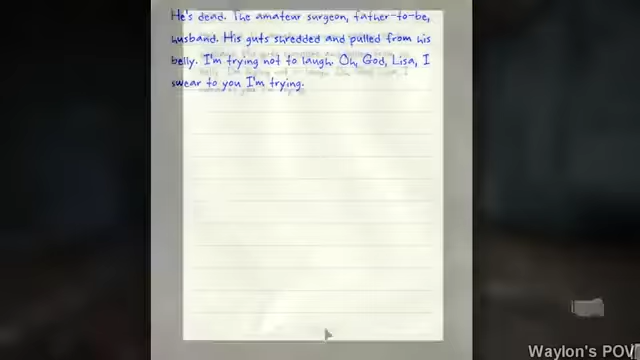 He's dead. The amateur surgeon, father-to-be,
husband. His guts shredded and pulled from his
belly. I'm trying not to laugh. Oh, God, Lisa, I
swear to you I'm trying.
Waylon's POV